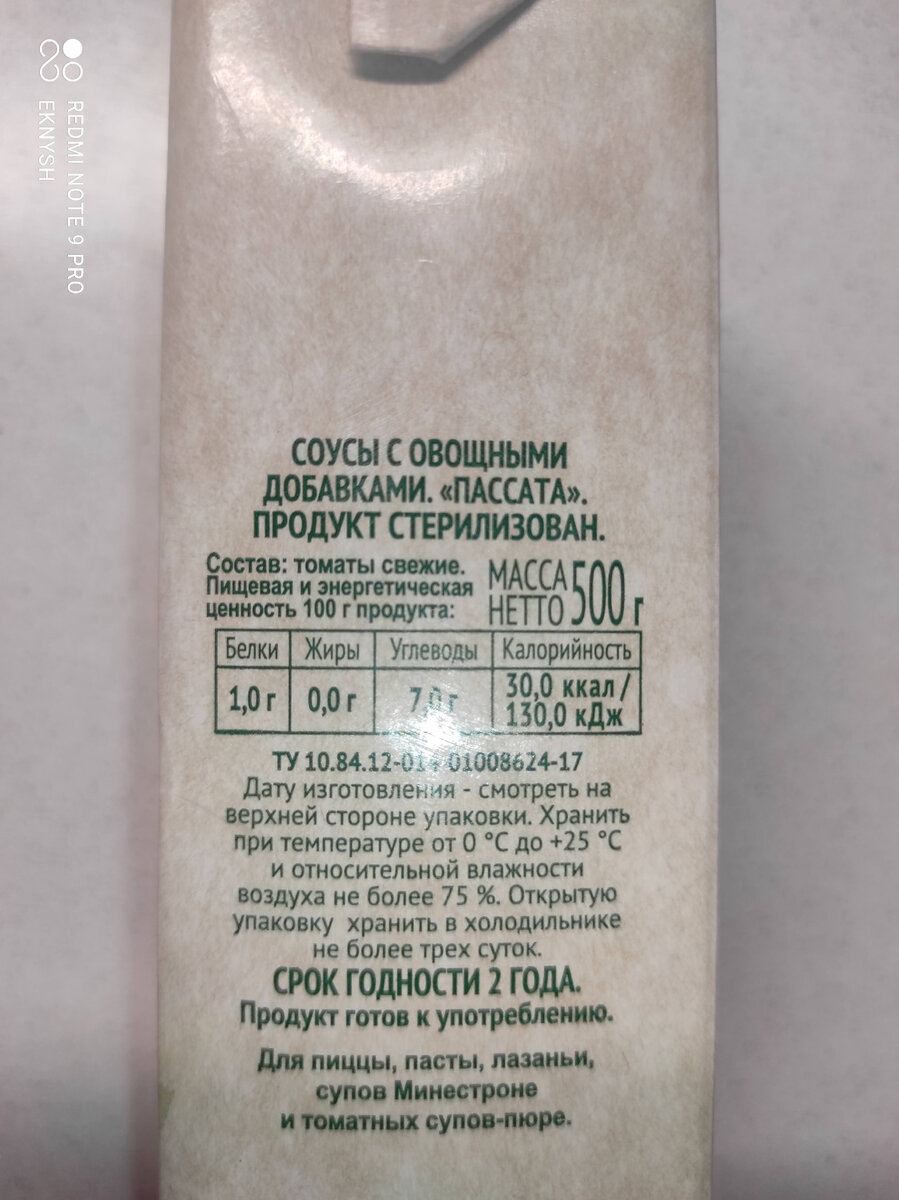 REDMI NOTE 9 PRO
EKNYSH
СОУСЫ С ОВОЩНЫМИ
ДОБАВКАМИ. «ПАССАТА».
ПРОДУКТ СТЕРИЛИЗОВАН.
Состав: томаты свежие.
Пищевая и энергетическая
ценность 100 г продукта:
МАССА
НЕТТО 500 г
Белки Жиры Углеводы Калорийность
1,0 г 0,0 г 7,0 г 30,0 ккал/
130,0 кДж
ТУ 10.84.12-014-01008624-17
Дату изготовления - смотреть на
верхней стороне упаковки. Хранить
при температуре от 0 °С до +25 °С
и относительной влажности
воздуха не более 75 %. Открытую
упаковку хранить в холодильнике
не более трех суток.
СРОК ГОДНОСТИ 2 ГОДА.
Продукт готов к употреблению.
Для пиццы, пасты, лазаньи,
супов Минестроне
и томатных супов-пюре.